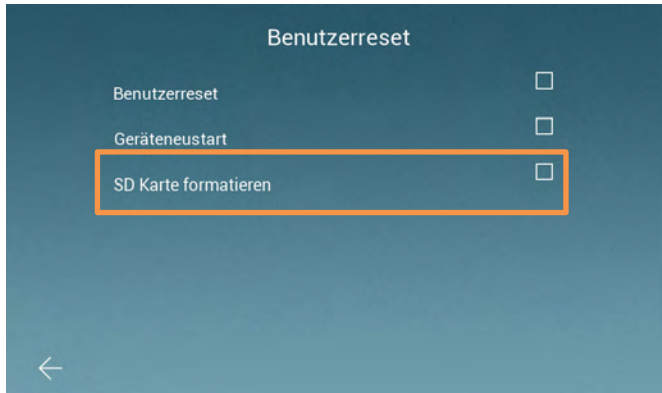 Benutzerreset
Benutzerreset
Geräteneustart
SD Karte formatieren